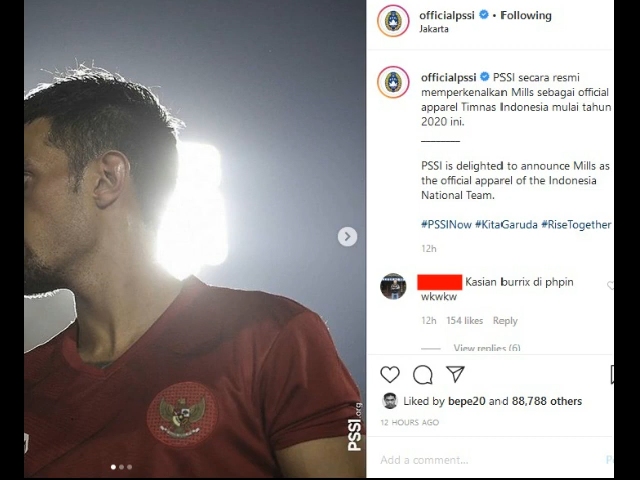 officialpssi • Following
Jakarta
officialpssi PSSI secara resmi
memperkenalkan Mills sebagai official
apparel Timnas Indonesia mulai tahun
2020 ini.
________
PSSI is delighted to announce Mills as
the official apparel of the Indonesia
National Team.
#PSSINow #KitaGaruda #RiseTogether
12h
Kasian burrix di phpin
wkwkw
12h 154 likes Reply
View replies (6)
Liked by bepe20 and 88,788 others
12 HOURS AGO
Add a comment...
PSSI.org